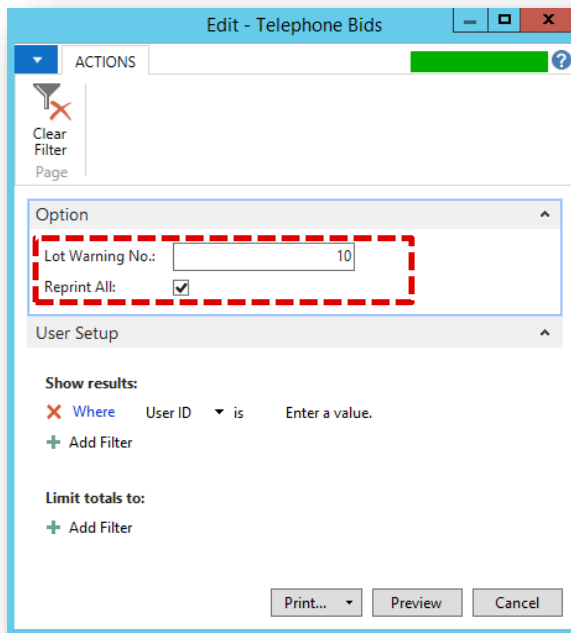 Edit - Telephone Bids
ACTIONS
Clear
Filter
Page
Option
Lot Warning No.: 10
Reprint All:
User Setup
Show results:
Where User ID is Enter a value.
Add Filter
Limit totals to:
Add Filter
Print... Preview Cancel